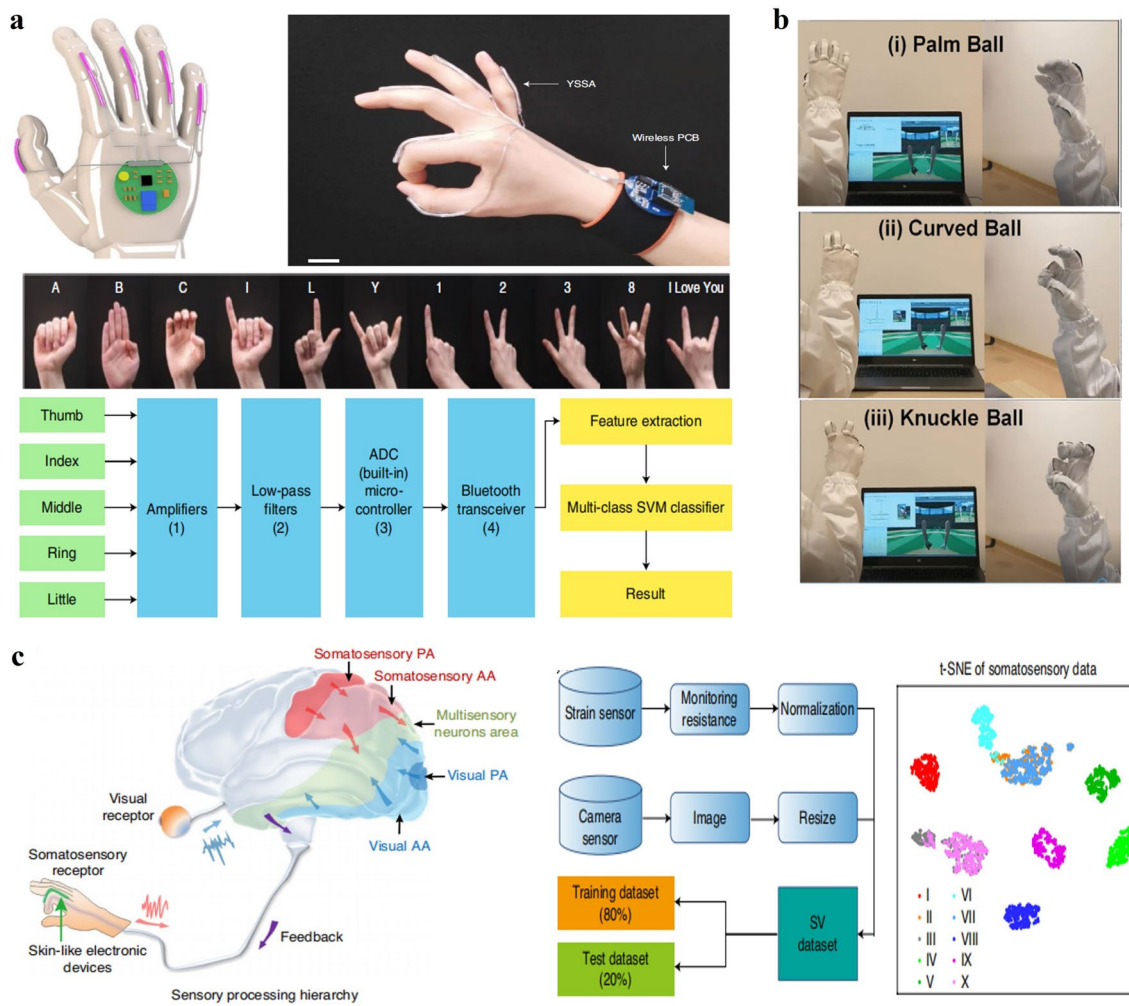 a
YSSA
Wireless PCB
A B C I L Y 1 2 3 8 I Love You
Thumb
Index
Middle
Ring
Little
Amplifiers
(1)
Low-pass
filters
(2)
ADC
(built-in)
micro-
controller
(3)
Bluetooth
transceiver
(4)
Feature extraction
Multi-class SVM classifier
Result
b
(i) Palm Ball
(ii) Curved Ball
(iii) Knuckle Ball
c
Somatosensory PA
Somatosensory AA
Multisensory
neurons area
Visual PA
Visual AA
Visual
receptor
Somatosensory
receptor
Skin-like electronic
devices
Feedback
Sensory processing hierarchy
Strain sensor
Monitoring
resistance
Normalization
Camera
sensor
Image
Resize
Training dataset
(80%)
Test dataset
(20%)
SV
dataset
t-SNE of somatosensory data
I
II
III
IV
V
VI
VII
VIII
IX
X